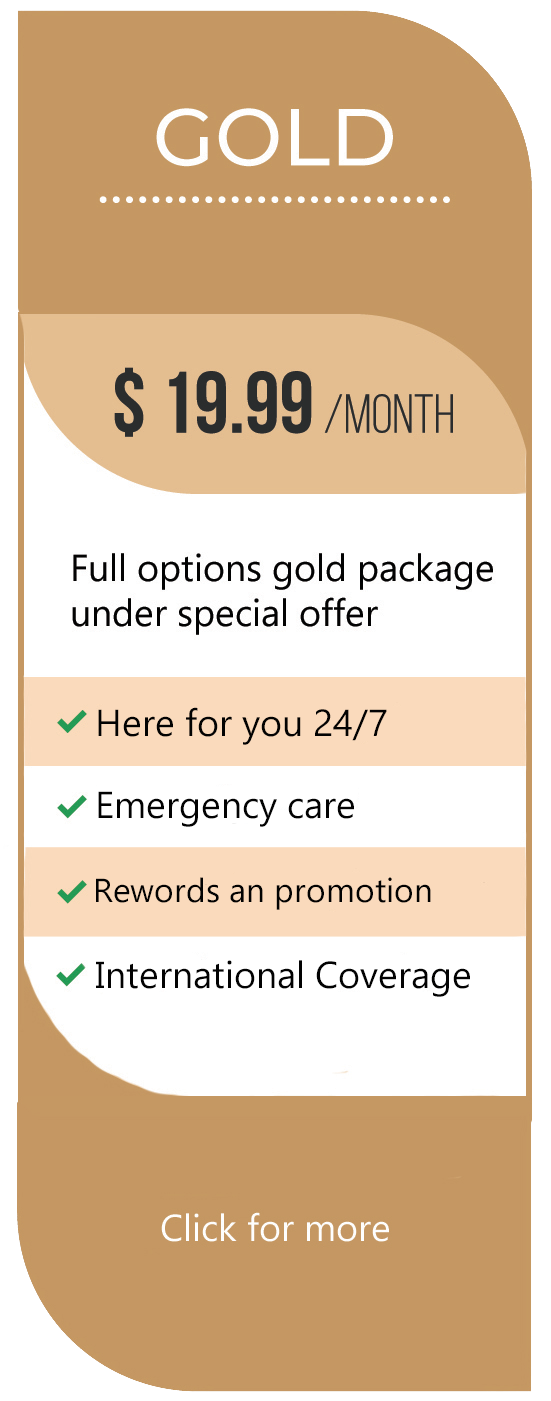 GOLD
$ 19.99 /MONTH
Full options gold package
under special offer
Here for you 24/7
Emergency care
Rewords an promotion
International Coverage
Click for more